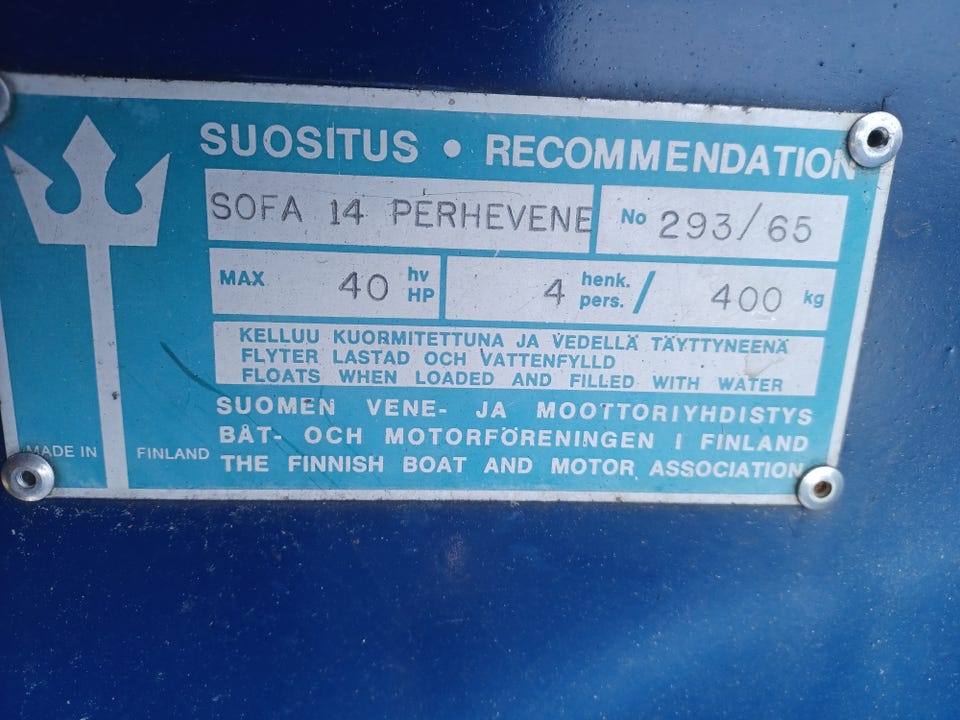 SUOSITUS • RECOMMENDATION
SOFA 14 PERHEVENE No 293/65
MAX 40 hv HP 4 henk. pers. / 400 kg
KELLUU KUORMITETTUNA JA VEDELLÄ TÄYTTYNEENÄ
FLYTER LASTAD OCH VATTENFYLLD
FLOATS WHEN LOADED AND FILLED WITH WATER
SUOMEN VENE- JA MOOTTORIYHDISTYS
BÅT- OCH MOTORFÖRENINGEN I FINLAND
THE FINNISH BOAT AND MOTOR ASSOCIATION
MADE IN FINLAND